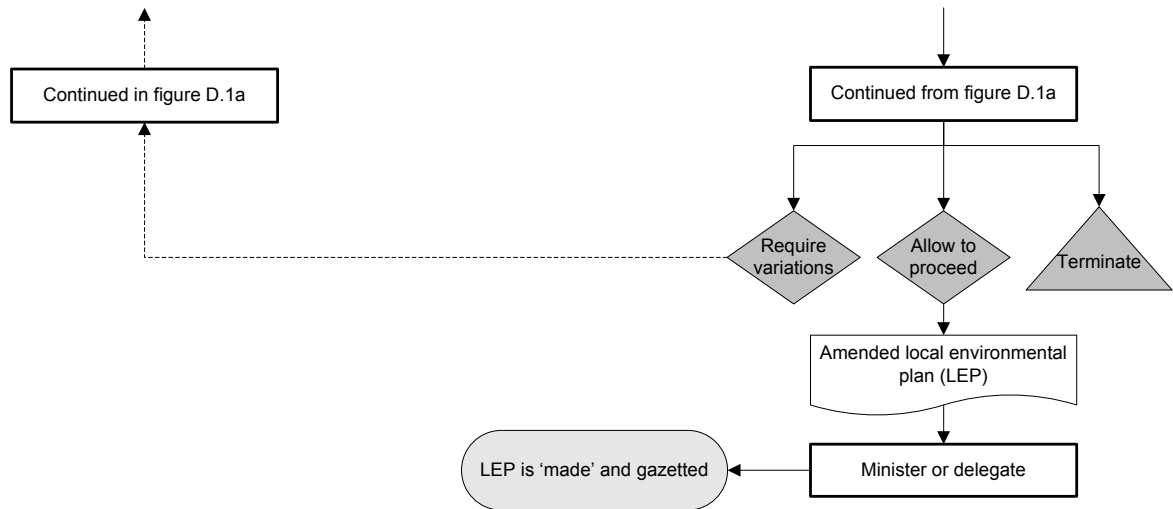 Continued in figure D.1a
Continued from figure D.1a
Require
variations
Allow to
proceed
Terminate
Amended local environmental
plan (LEP)
LEP is ‘made’ and gazetted
Minister or delegate